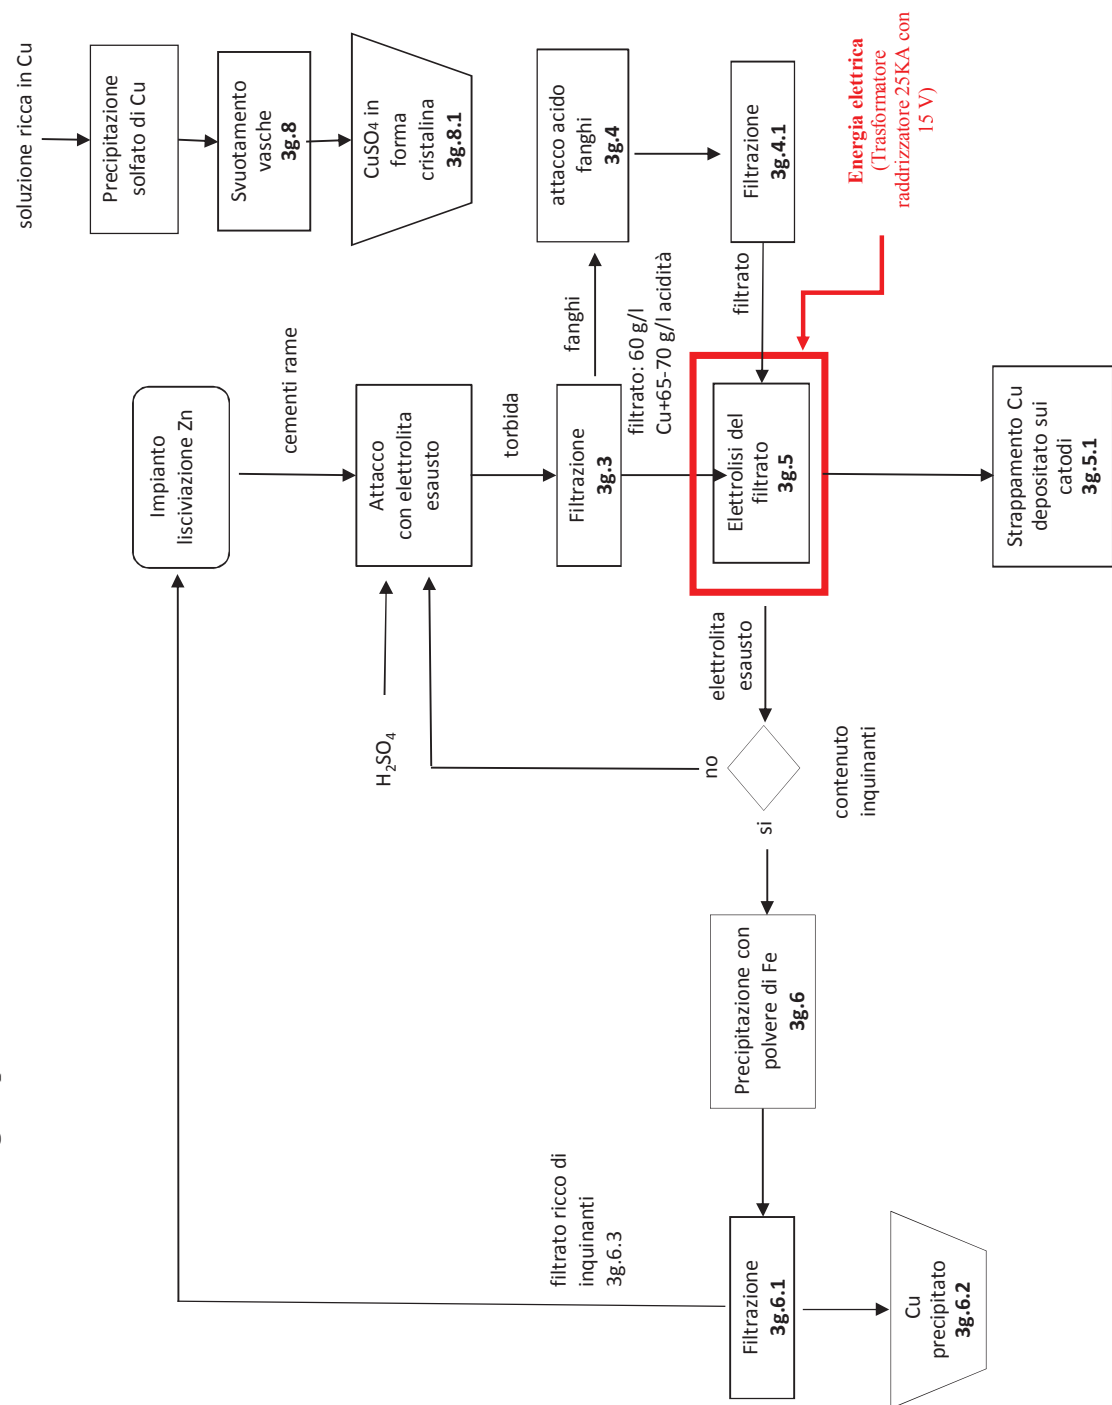 soluzione ricca in Cu
Precipitazione
solfato di Cu
Svuotamento
vasche
3g.8
CuSO4 in
forma
cristalina
3g.8.1
Impianto
lisciviazione Zn
cementi rame
H2SO4
Attacco
con elettrolita
esausto
torbida
Filtrazione
3g.3
fanghi
attacco acido
fanghi
3g.4
filtrato: 60 g/l
Cu+65-70 g/l acidità
Filtrazione
3g.4.1
filtrato
Elettrolisi del
filtrato
3g.5
Energia elettrica
(Trasformatore
raddrizzatore 25KA con
15 V)
Strappamento Cu
depositato sui
catodi
3g.5.1
elettrolita
esausto
no
si
contenuto
inquinanti
Precipitazione con
polvere di Fe
3g.6
filtrato ricco di
inquinanti
3g.6.3
Filtrazione
3g.6.1
Cu
precipitato
3g.6.2